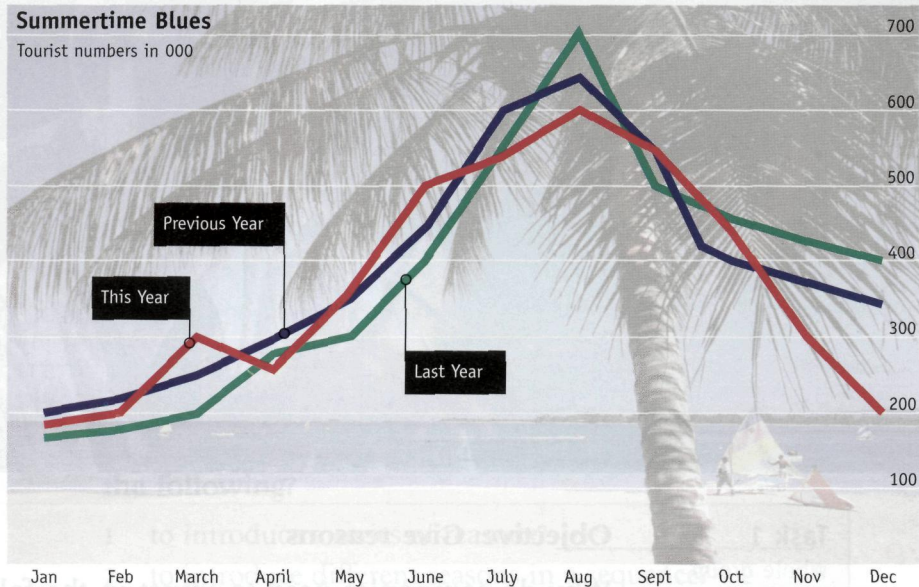 Summertime Blues
Tourist numbers in 000
700
600
500
Previous Year
400
This Year
300
Last Year
200
100
Jan Feb March April May June July Aug Sept Oct Nov Dec